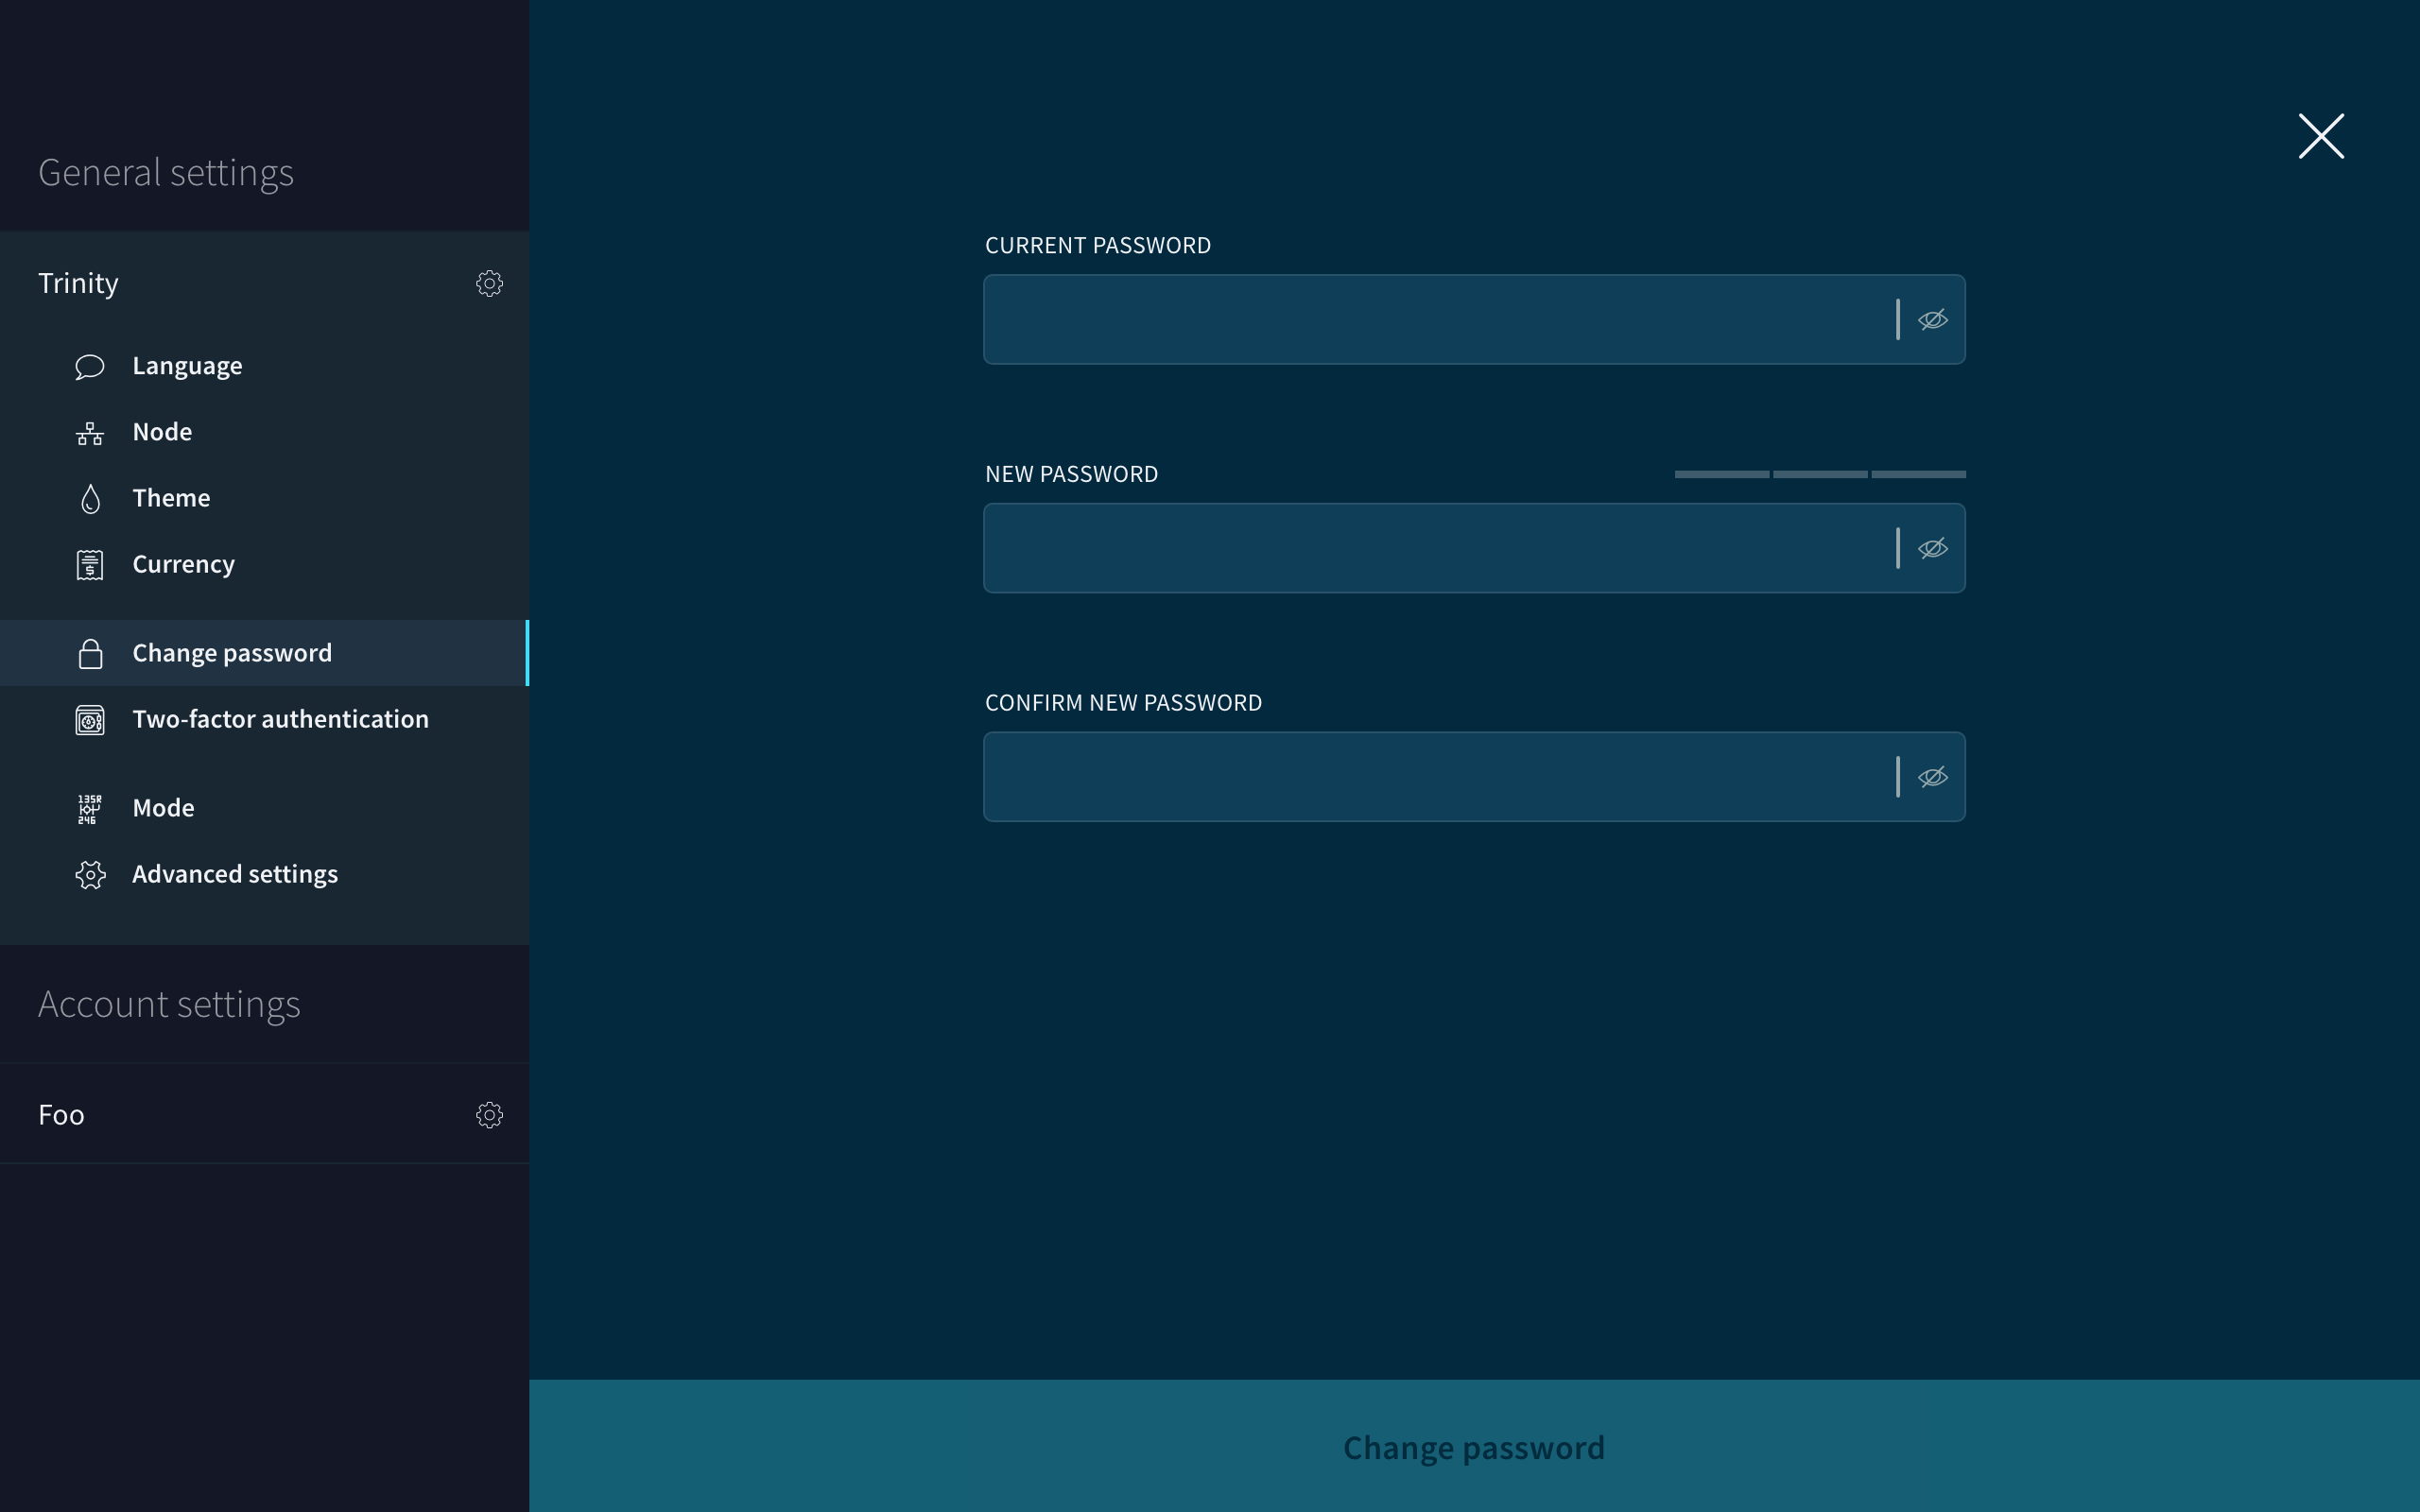 General settings
Trinity
Language
Node
Theme
Currency
Change password
Two-factor authentication
Mode
Advanced settings
Account settings
Foo
CURRENT PASSWORD
NEW PASSWORD
CONFIRM NEW PASSWORD
Change password